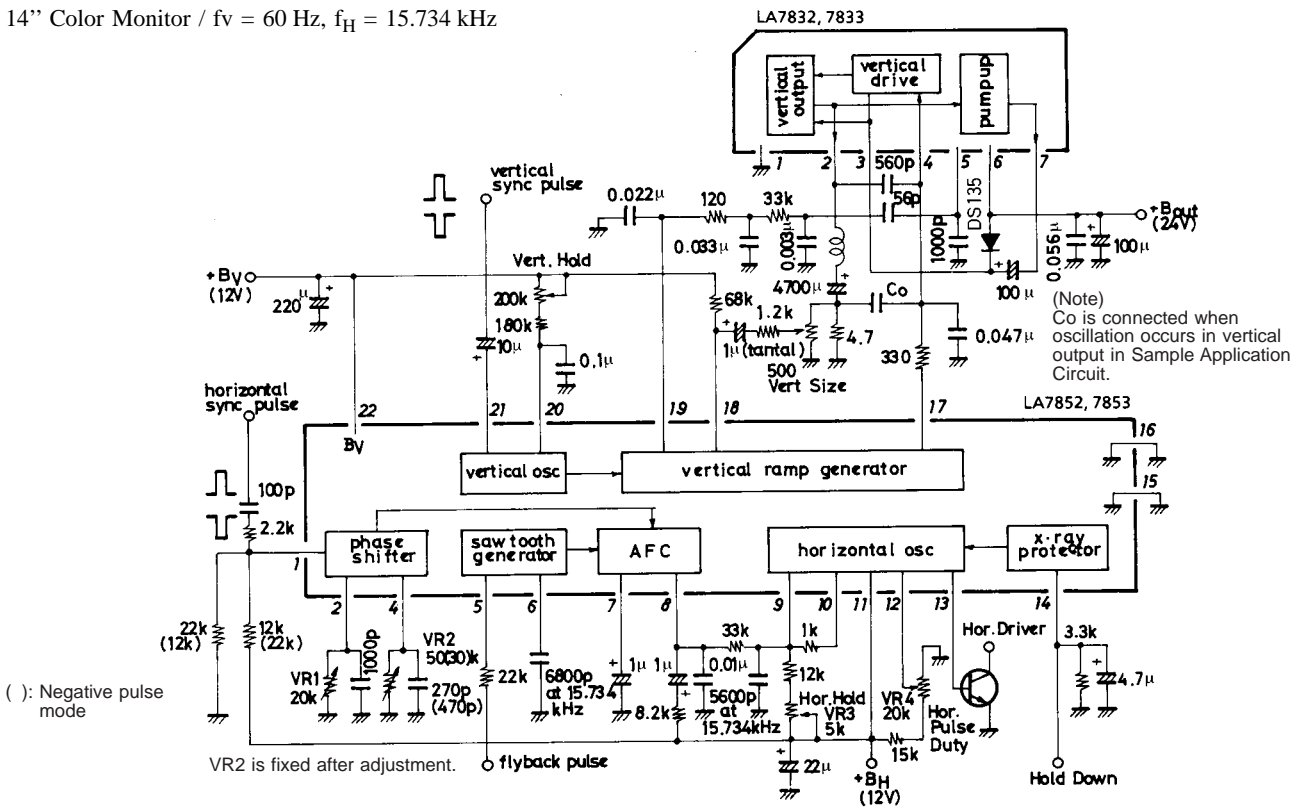 14’’ Color Monitor / fv = 60 Hz, fH = 15.734 kHz
LA7832, 7833
vertical output
vertical drive
pumpup
1 2 3 4 5 6 7
560p
56p
DS135
vertical sync pulse
0.022μ
120
33k
0.033μ
0.003μ
1000p
+Bout (24V)
0.056μ
100μ
100μ
+BV (12V)
220μ
Vert. Hold
200k
180k
10μ
0.1μ
68k
4700μ
Co
1.2k
1μ (tantal)
500
Vert Size
4.7
330
0.047μ
(Note)
Co is connected when
oscillation occurs in vertical
output in Sample Application
Circuit.
horizontal sync pulse
LA7852, 7853
22 21 20 19 18 17
16
15
BV
vertical osc
vertical ramp generator
100p
2.2k
1
phase shifter
saw tooth generator
AFC
horizontal osc
x-ray protector
2 4 5 6 7 8 9 10 11 12 13 14
22k (12k)
12k (22k)
VR1 20k
1000p
VR2 50(30)k
270p (470p)
22k
6800p at 15.734 kHz
1μ
1μ
8.2k
33k
0.01μ
5600p at 15.734kHz
1k
12k
Hor.Hold
VR3 5k
VR4 20k
Hor. Pulse Duty
15k
Hor.Driver
3.3k
4.7μ
( ): Negative pulse
mode
VR2 is fixed after adjustment.
flyback pulse
22μ
+BH (12V)
Hold Down